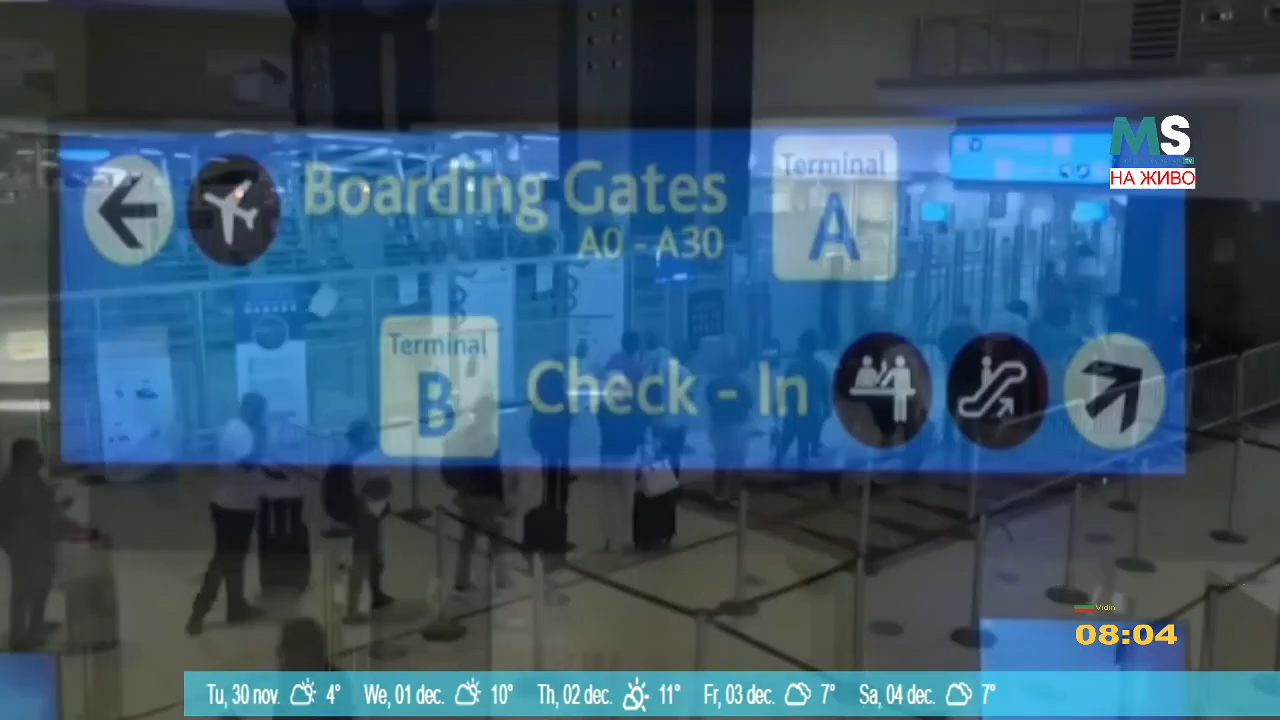 Boarding Gates
A0 - A30
Terminal
A
Terminal
B
Check - In
MS
TV
НА ЖИВО
Vidin
08:04
Tu, 30 nov. 4° We, 01 dec. 10° Th, 02 dec. 11° Fr, 03 dec. 7° Sa, 04 dec. 7°